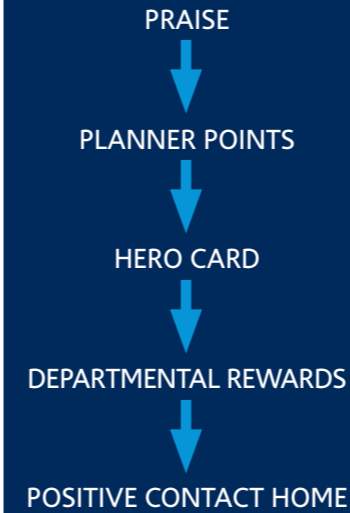 PRAISE
PLANNER POINTS
HERO CARD
DEPARTMENTAL REWARDS
POSITIVE CONTACT HOME